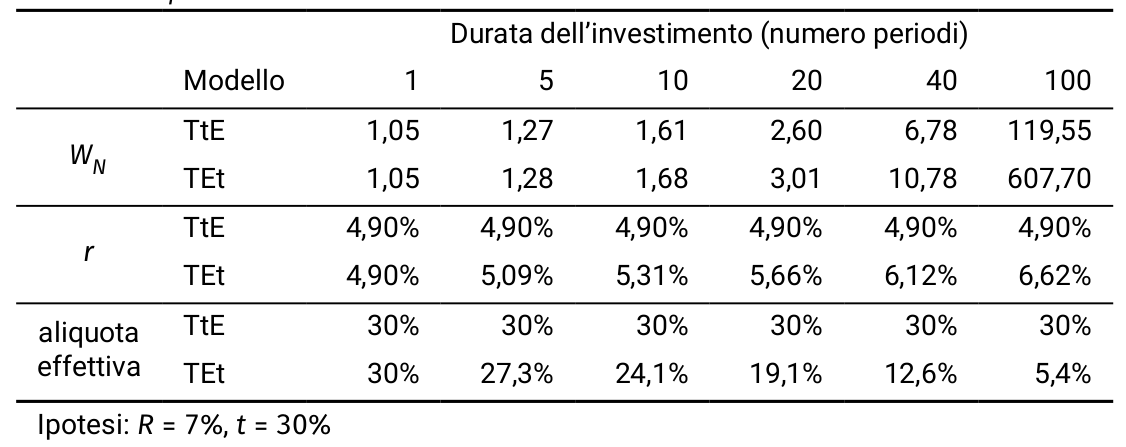 Durata dell’investimento (numero periodi)
Modello 1 5 10 20 40 100
W_N TtE 1,05 1,27 1,61 2,60 6,78 119,55
TEt 1,05 1,28 1,68 3,01 10,78 607,70
r TtE 4,90% 4,90% 4,90% 4,90% 4,90% 4,90%
TEt 4,90% 5,09% 5,31% 5,66% 6,12% 6,62%
aliquota effettiva TtE 30% 30% 30% 30% 30% 30%
TEt 30% 27,3% 24,1% 19,1% 12,6% 5,4%
Ipotesi: R = 7%, t = 30%